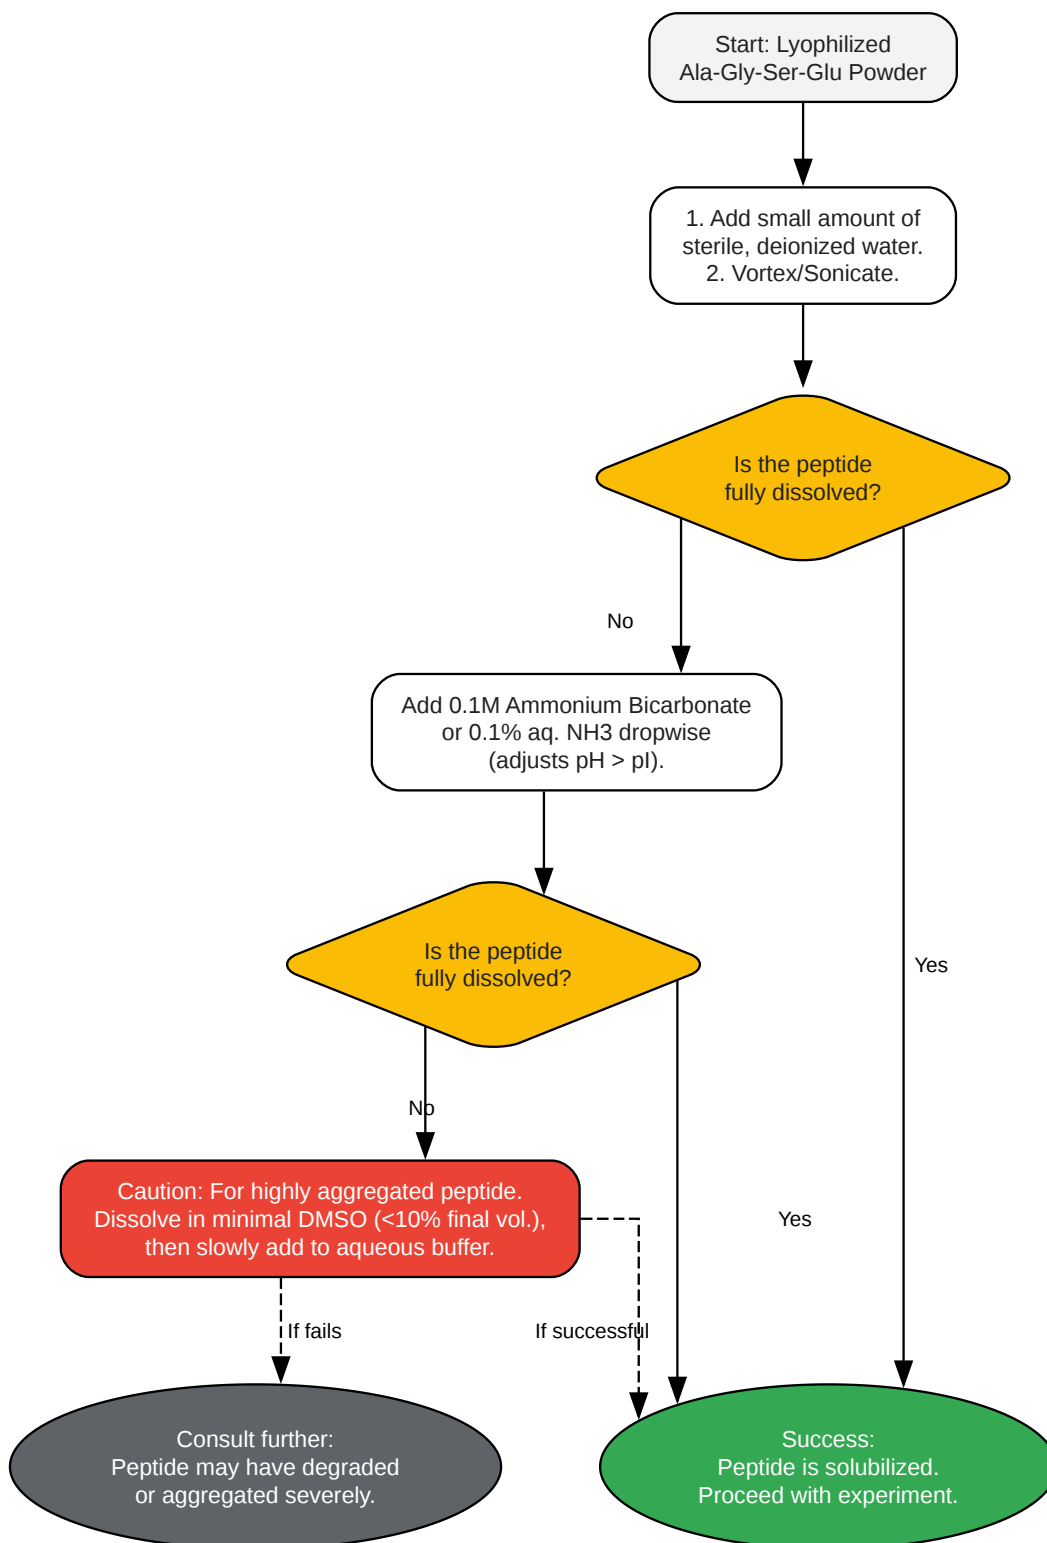 Start: Lyophilized
Ala-Gly-Ser-Glu Powder
1. Add small amount of
sterile, deionized water.
2. Vortex/Sonicate.
Is the peptide
fully dissolved?
No
Add 0.1M Ammonium Bicarbonate
or 0.1% aq. NH3 dropwise
(adjusts pH > pI).
Is the peptide
fully dissolved?
Yes
No
Caution: For highly aggregated peptide.
Dissolve in minimal DMSO (<10% final vol.),
then slowly add to aqueous buffer.
Yes
If fails
If successful
Consult further:
Peptide may have degraded
or aggregated severely.
Success:
Peptide is solubilized.
Proceed with experiment.